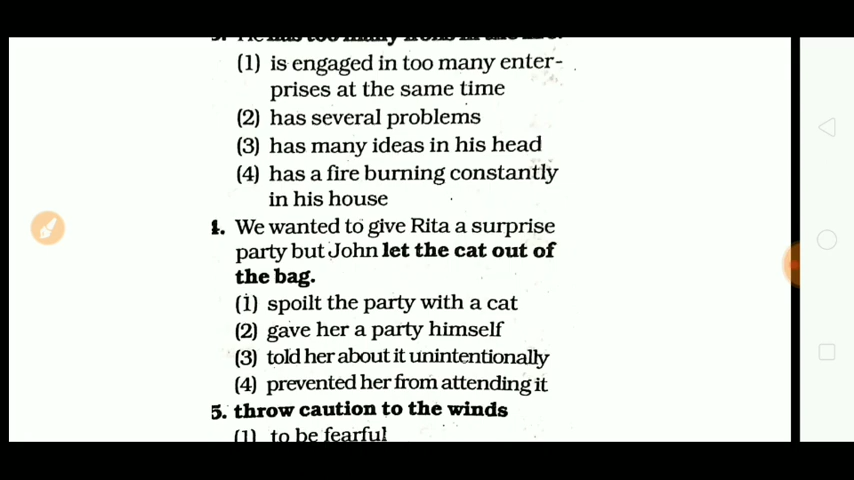 (1) is engaged in too many enter-
prises at the same time
(2) has several problems
(3) has many ideas in his head
(4) has a fire burning constantly
in his house
4. We wanted to give Rita a surprise
party but John let the cat out of
the bag.
(1) spoilt the party with a cat
(2) gave her a party himself
(3) told her about it unintentionally
(4) prevented her from attending it
5. throw caution to the winds
(1) to be fearful